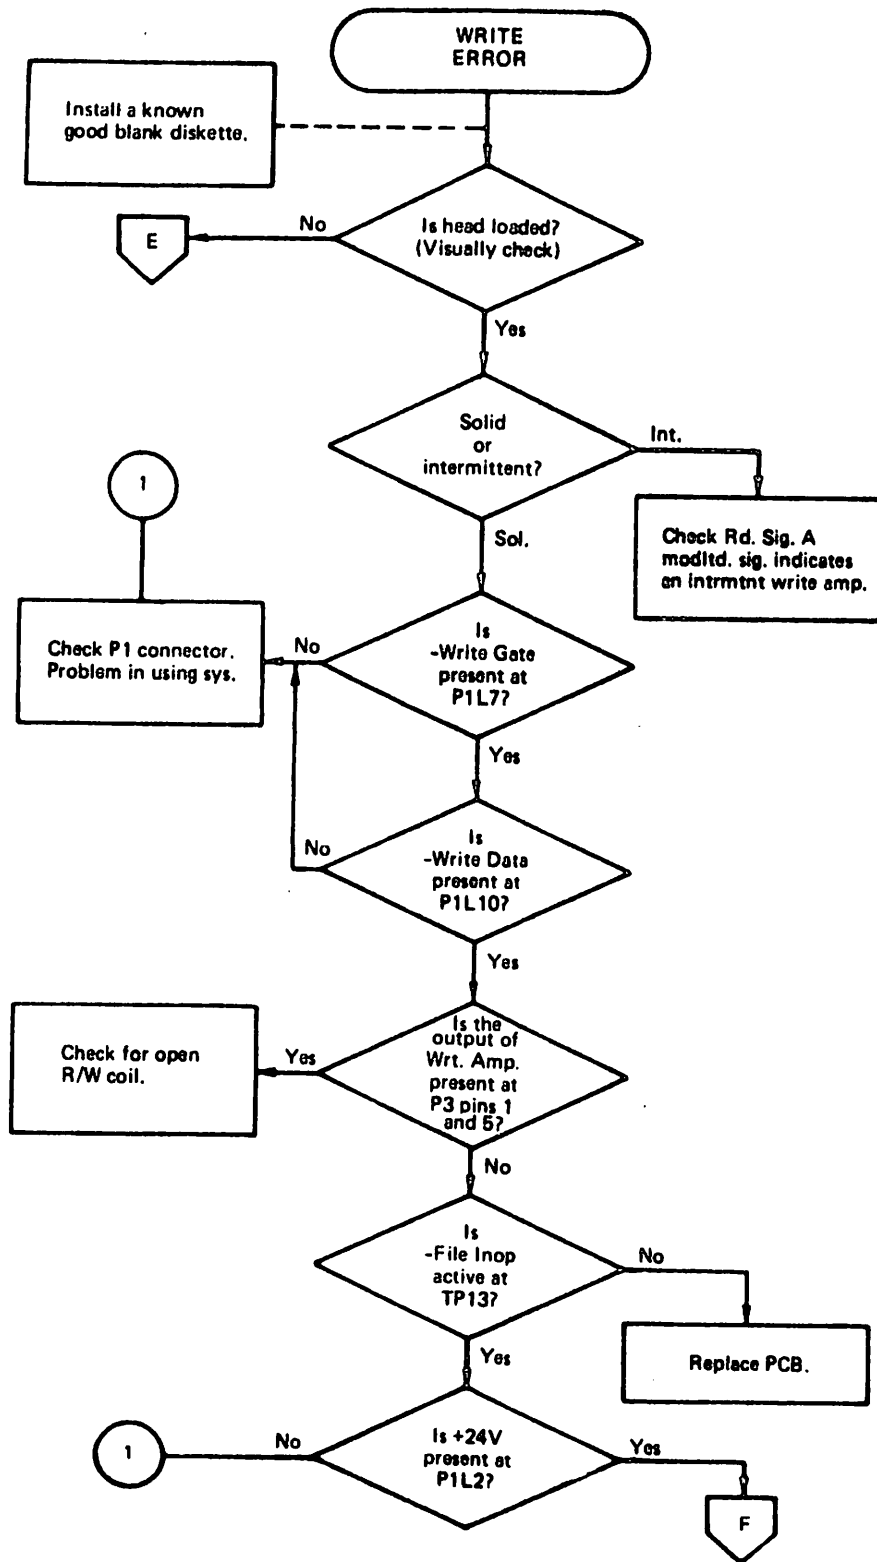 WRITE
ERROR
Install a known
good blank diskette.
Is head loaded?
(Visually check)
No
E
Yes
Solid
or
intermittent?
Int.
1
Sol.
Check Rd. Sig. A
modltd. sig. indicates
an intrmtnt write amp.
Is
-Write Gate
present at
P1L7?
No
Check P1 connector.
Problem in using sys.
Yes
Is
-Write Data
present at
P1L10?
No
Yes
Is the
output of
Wrt. Amp.
present at
P3 pins 1
and 5?
Yes
Check for open
R/W coil.
No
Is
-File Inop
active at
TP13?
No
Replace PCB.
Yes
Is +24V
present at
P1L2?
No
1
Yes
F